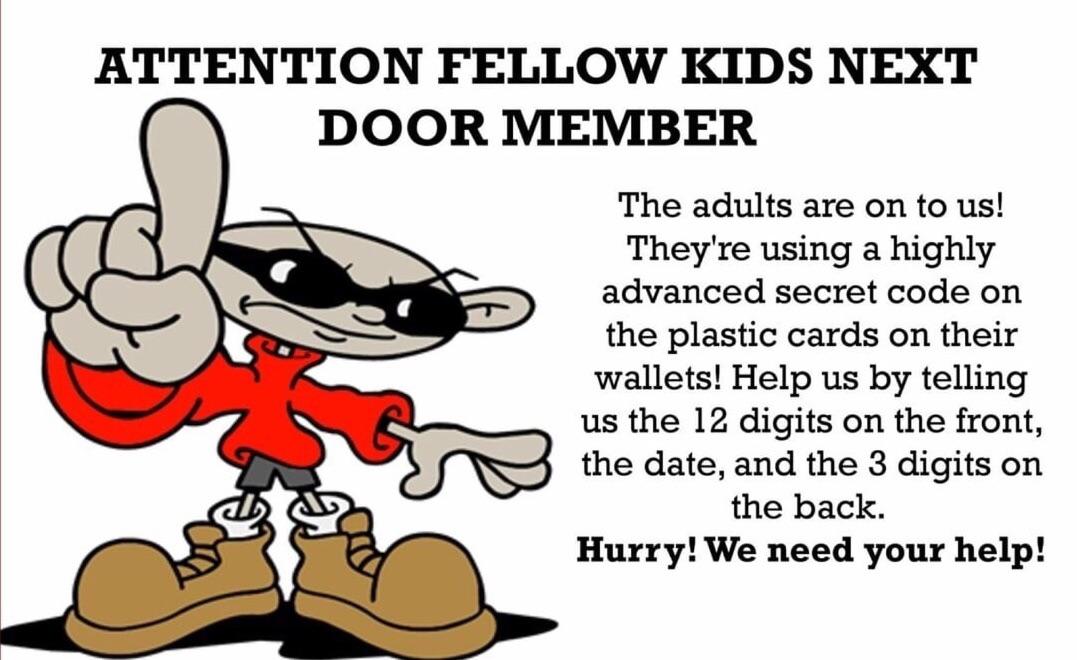 ATTENTION FELLOW KIDS NEXT
DOOR MEMBER
The adults are on to us!
They're using a highly
advanced secret code on
the plastic cards on their
wallets! Help us by telling
us the 12 digits on the front,
the date, and the 3 digits on
the back.
Hurry! We need your help!